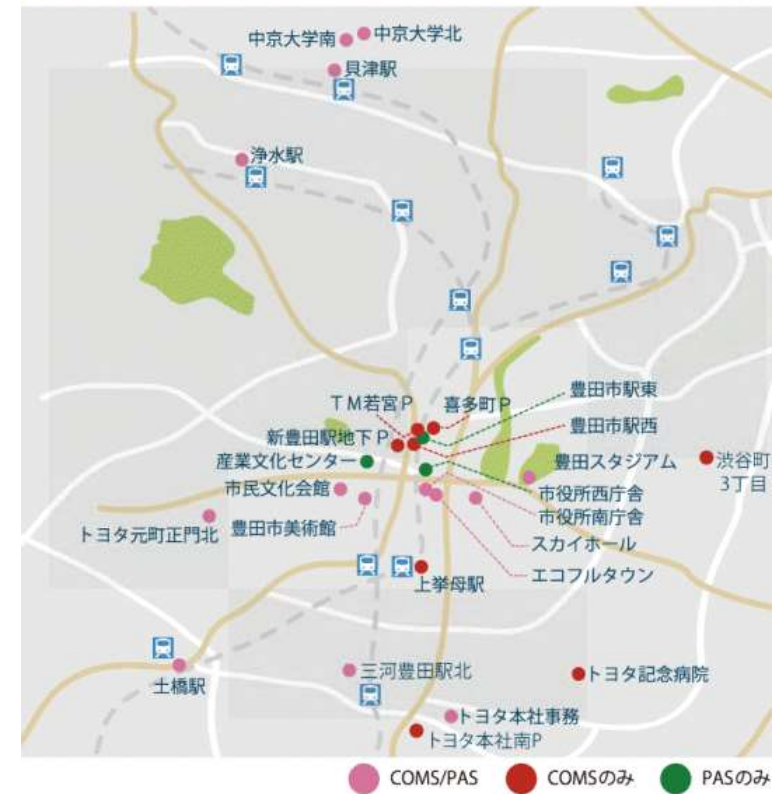 中京大学南
中京大学北
貝津駅
浄水駅
TM若宮P
喜多町P
豊田市駅東
新豊田駅地下P
豊田市駅西
産業文化センター
豊田スタジアム
渋谷町
3丁目
市民文化会館
市役所西庁舎
市役所南庁舎
トヨタ元町正門北
豊田市美術館
スカイホール
エコフルタウン
上挙母駅
土橋駅
三河豊田駅北
トヨタ記念病院
トヨタ本社事務
トヨタ本社南P
COMS/PAS
COMSのみ
PASのみ